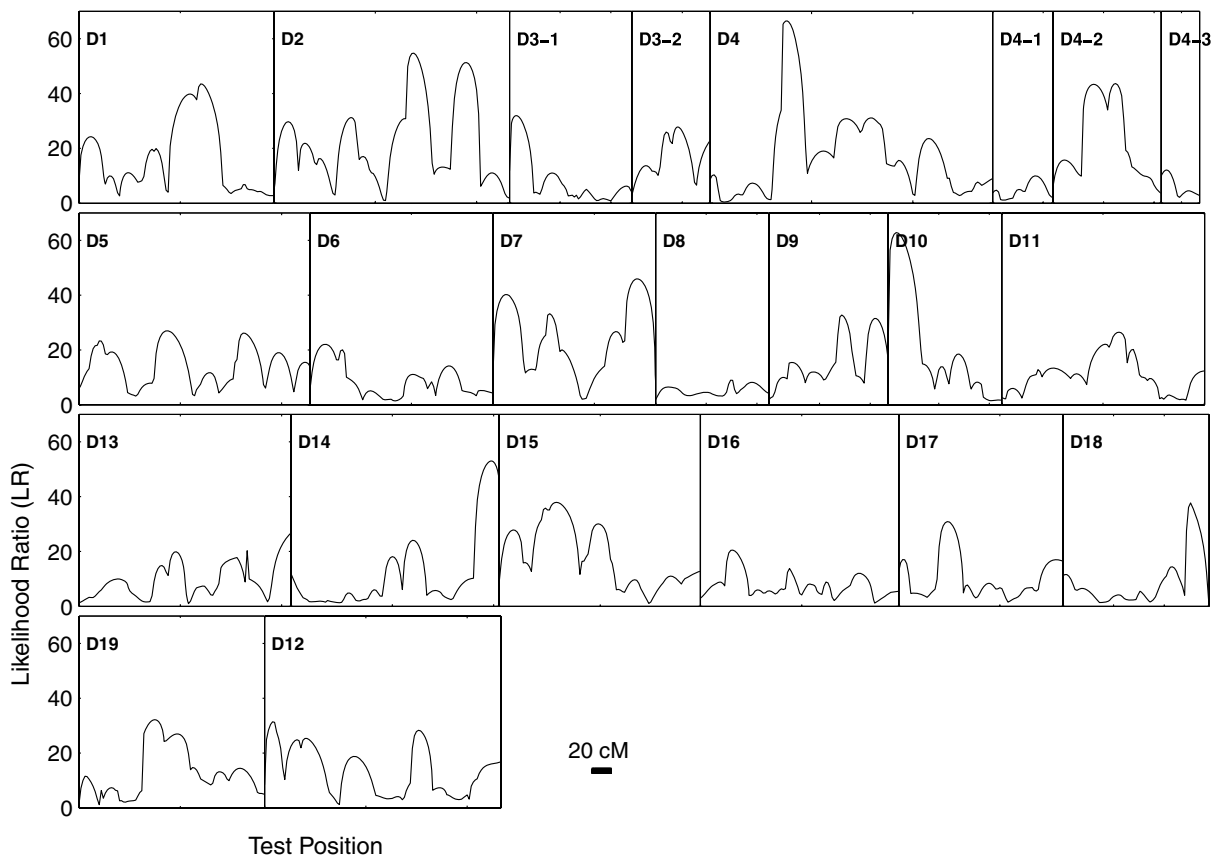 60
40
20
0
D1
D2
D3-1
D3-2
D4
D4-1
D4-2
D4-3
60
40
20
0
D5
D6
D7
D8
D9
D10
D11
60
40
20
0
D13
D14
D15
D16
D17
D18
60
40
20
0
D19
D12
20 cM
Likelihood Ratio (LR)
Test Position